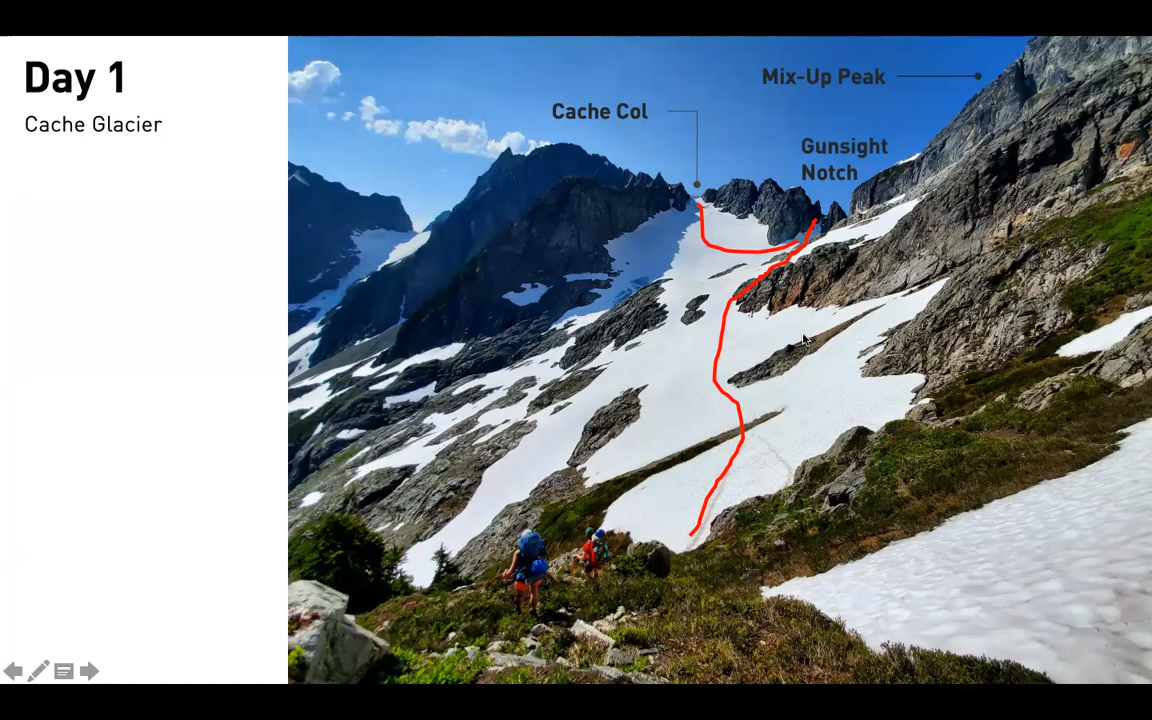 Day 1
Cache Glacier
Mix-Up Peak
Cache Col
Gunsight
Notch